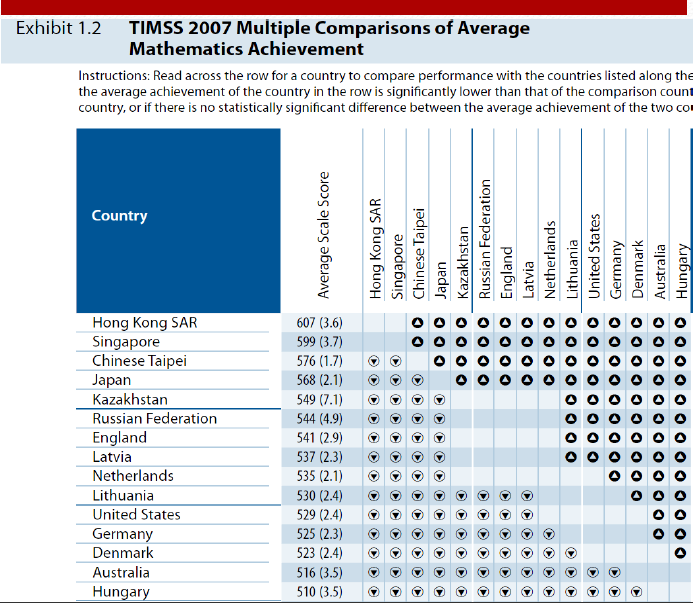 Exhibit 1.2 TIMSS 2007 Multiple Comparisons of Average
Mathematics Achievement
Instructions: Read across the row for a country to compare performance with the countries listed along the
the average achievement of the country in the row is significantly lower than that of the comparison count
country, or if there is no statistically significant difference between the average achievement of the two co
Country
Average Scale Score
Hong Kong SAR
Singapore
Chinese Taipei
Japan
Kazakhstan
Russian Federation
England
Latvia
Netherlands
Lithuania
United States
Germany
Denmark
Australia
Hungary
Hong Kong SAR 607 (3.6)
Singapore 599 (3.7)
Chinese Taipei 576 (1.7)
Japan 568 (2.1)
Kazakhstan 549 (7.1)
Russian Federation 544 (4.9)
England 541 (2.9)
Latvia 537 (2.3)
Netherlands 535 (2.1)
Lithuania 530 (2.4)
United States 529 (2.4)
Germany 525 (2.3)
Denmark 523 (2.4)
Australia 516 (3.5)
Hungary 510 (3.5)